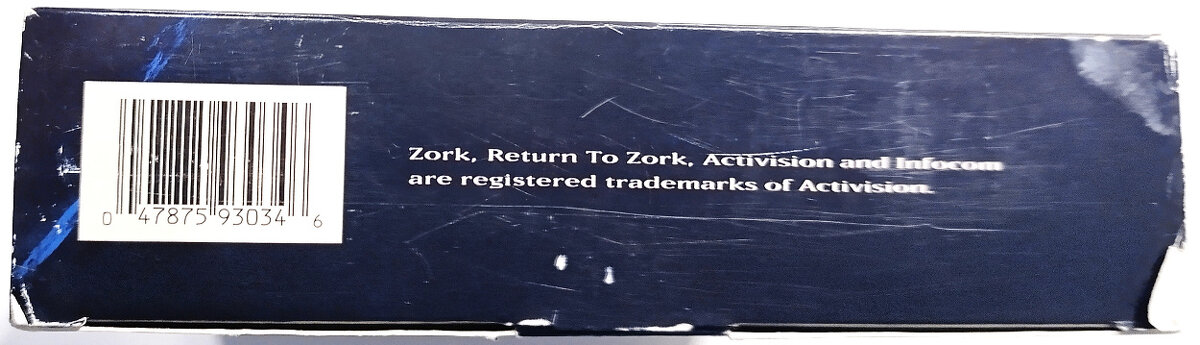 Zork, Return To Zork, Activision and Infocom
are registered trademarks of Activision.
0 47875 93034 6